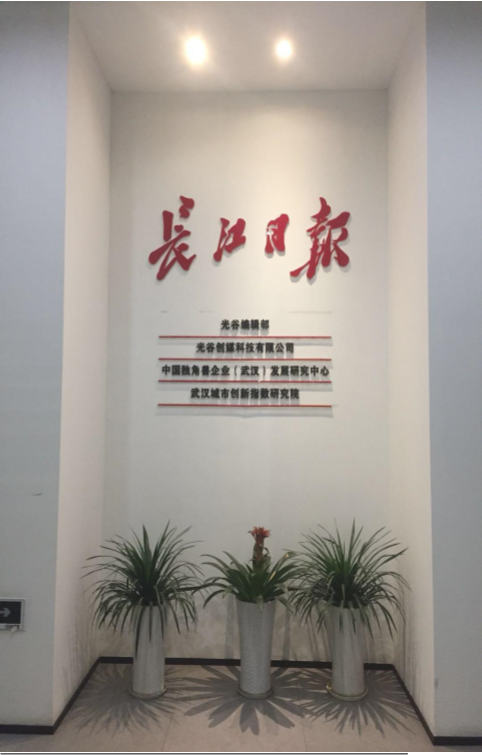 長江日報
光谷编辑部
光谷创媒科技有限公司
中国独角兽企业（武汉）发展研究中心
武汉城市创新指数研究院